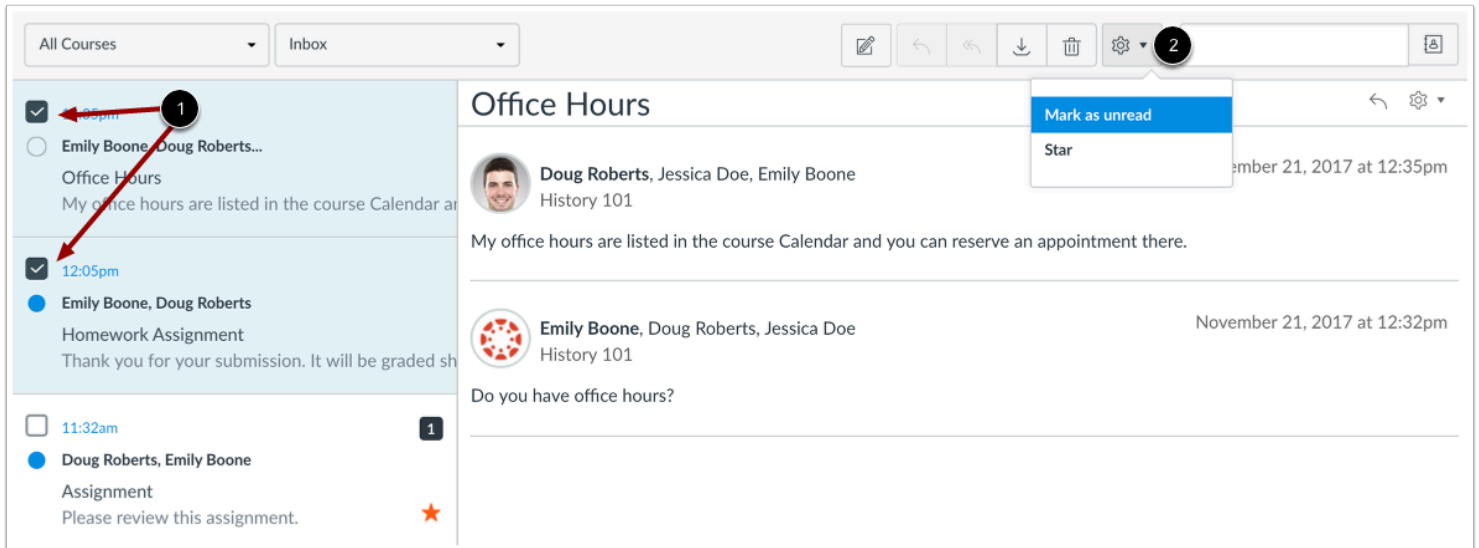 All Courses
Inbox
2
Mark as unread
Star
1
:05pm
Emily Boone, Doug Roberts...
Office Hours
My office hours are listed in the course Calendar ar
12:05pm
Emily Boone, Doug Roberts
Homework Assignment
Thank you for your submission. It will be graded sh
11:32am
1
Doug Roberts, Emily Boone
Assignment
Please review this assignment.
Office Hours
Doug Roberts, Jessica Doe, Emily Boone
ember 21, 2017 at 12:35pm
History 101
My office hours are listed in the course Calendar and you can reserve an appointment there.
Emily Boone, Doug Roberts, Jessica Doe
November 21, 2017 at 12:32pm
History 101
Do you have office hours?